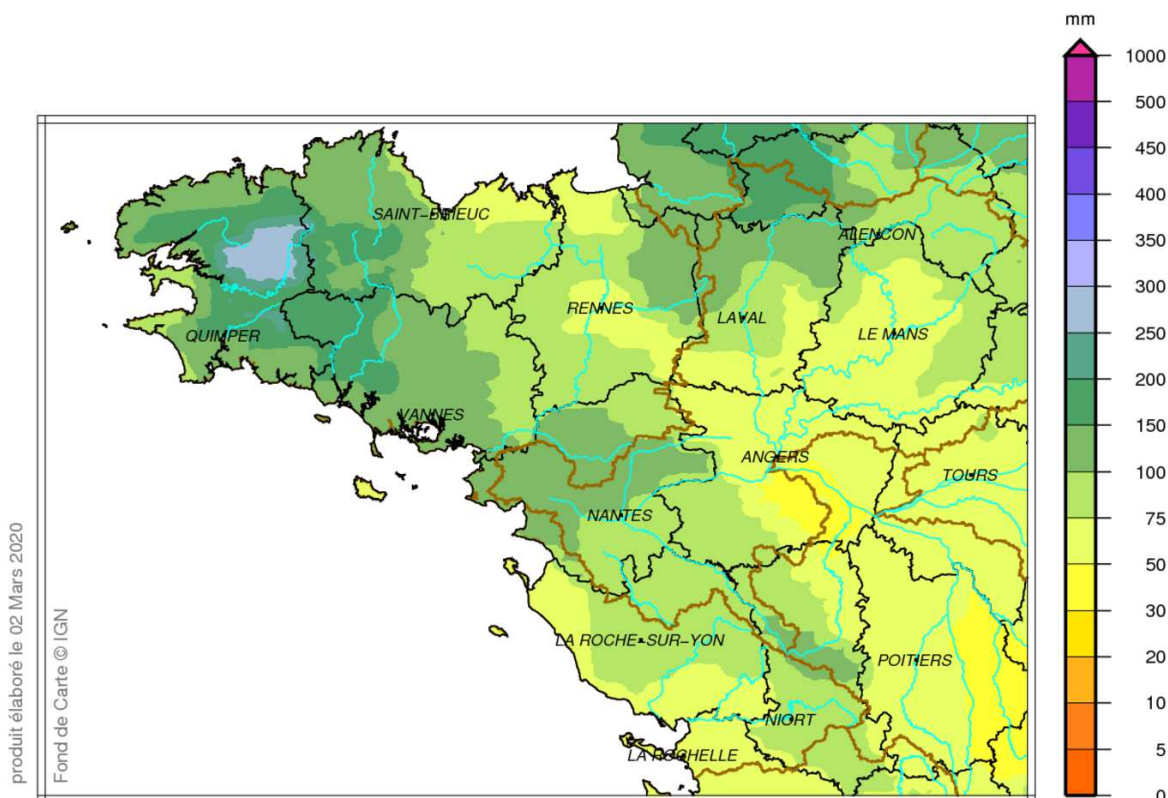 mm
1000
500
450
400
350
300
250
200
150
100
75
50
30
20
10
5
0
SAINT-BRIEUC
ALENCON
RENNES
LAVAL
LE MANS
QUIMPER
VANNES
ANGERS
TOURS
NANTES
LA ROCHE-SUR-YON
POITIERS
NIORT
LA ROCHELLE
produit élaboré le 02 Mars 2020
Fond de Carte © IGN